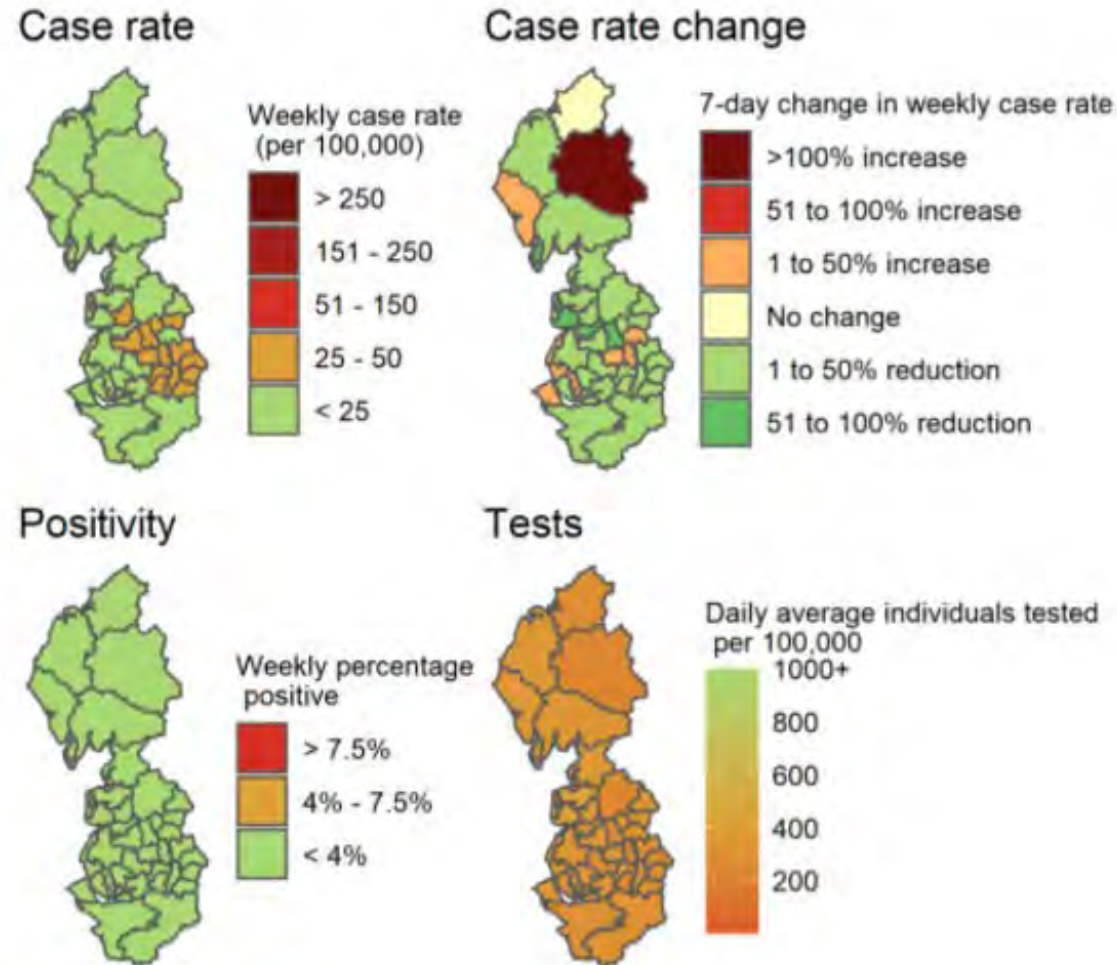 Case rate
Weekly case rate
(per 100,000)
> 250
151 - 250
51 - 150
25 - 50
< 25
Case rate change
7-day change in weekly case rate
>100% increase
51 to 100% increase
1 to 50% increase
No change
1 to 50% reduction
51 to 100% reduction
Positivity
Weekly percentage
positive
> 7.5%
4% - 7.5%
< 4%
Tests
Daily average individuals tested
per 100,000
1000+
800
600
400
200